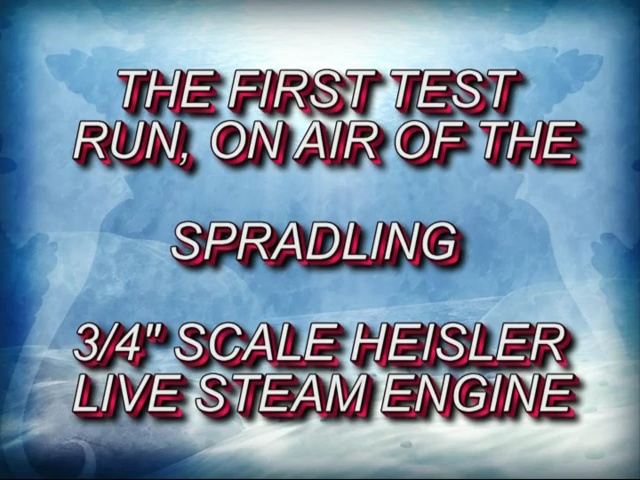 THE FIRST TEST
RUN, ON AIR OF THE
SPRADLING
3/4" SCALE HEISLER
LIVE STEAM ENGINE